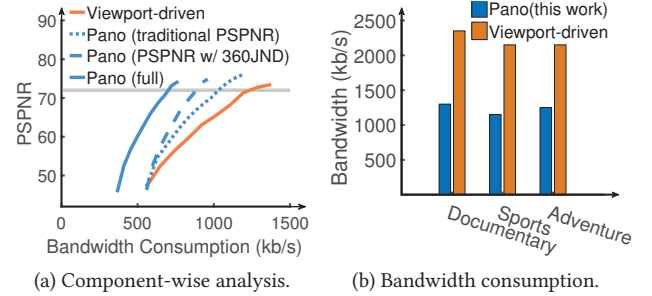 Viewport-driven
Pano (traditional PSPNR)
Pano (PSPNR w/ 360JND)
Pano (full)
90
80
70
60
50
PSPNR
0
500
1000
1500
Bandwidth Consumption (kb/s)
(a) Component-wise analysis.
Pano(this work)
Viewport-driven
2500
2000
1500
1000
500
Bandwidth (kb/s)
Documentary
Sports
Adventure
(b) Bandwidth consumption.